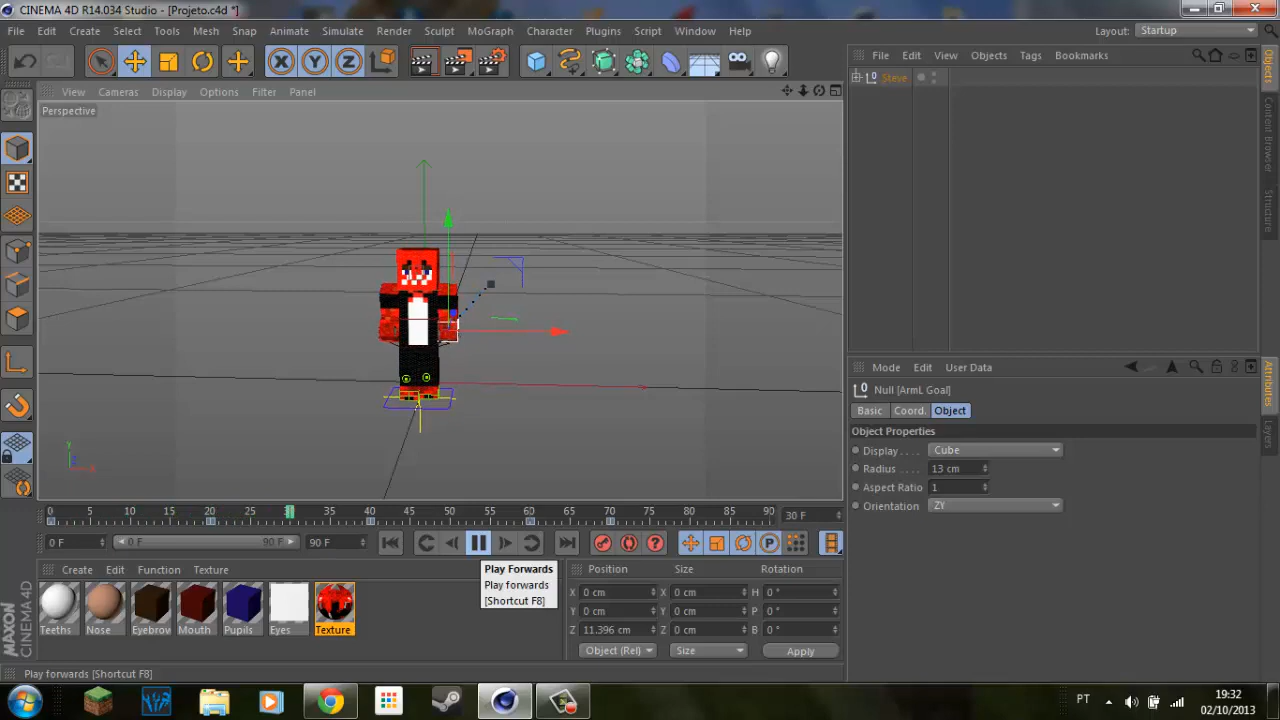 CINEMA 4D R14.034 Studio - [Projeto.c4d *]
File Edit Create Select Tools Mesh Snap Animate Simulate Render Sculpt MoGraph Character Plugins Script Window Help
Layout: Startup
X Y Z
File Edit View Objects Tags Bookmarks
Steve
View Cameras Display Options Filter Panel
Perspective
Objects
Content Browser
Structure
Mode Edit User Data
Null [ArmL Goal]
Basic Coord. Object
Object Properties
Display . . . . Cube
Radius . . . . 13 cm
Aspect Ratio 1
Orientation . . ZY
Attributes
Layers
0 5 10 15 20 25 30 35 40 45 50 55 60 65 70 75 80 85 90
30 F
0 F 0 F 90 F 90 F
P
Play Forwards
Play forwards
[Shortcut F8]
Create Edit Function Texture
Teeths Nose Eyebrow Mouth Pupils Eyes Texture
Position Size Rotation
X 0 cm X 0 cm H 0 °
Y 0 cm Y 0 cm P 0 °
Z 11.396 cm Z 0 cm B 0 °
Object (Rel) Size Apply
MAXON
CINEMA 4D
Play forwards [Shortcut F8]
PT
19:32
02/10/2013